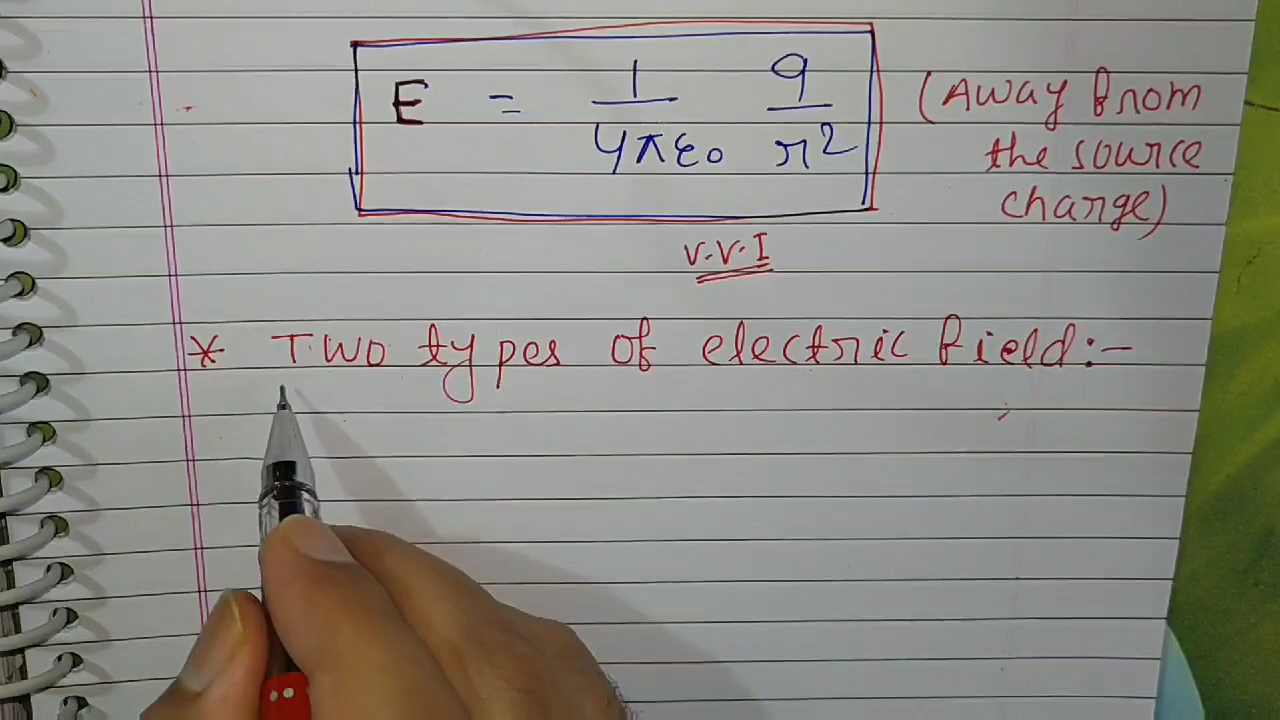 E = 1/4πε₀ q/r² (Away from
the source
charge)
V.V.I
* Two types of electric field:-